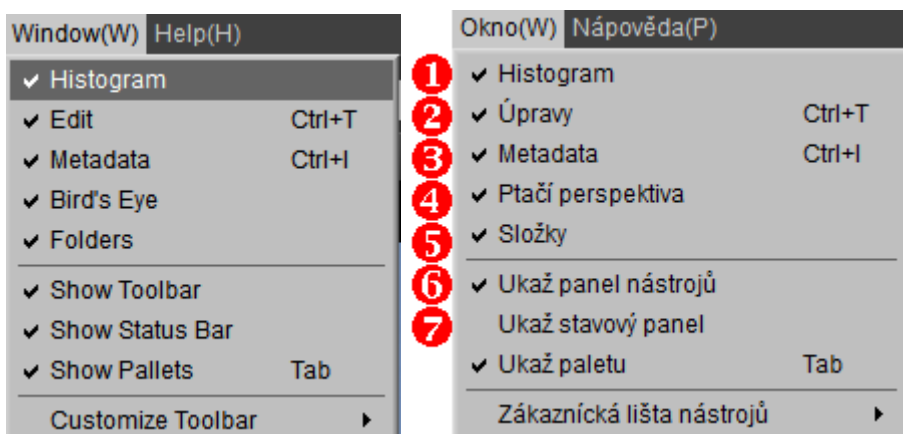 Window(W) Help(H)
Histogram
Edit Ctrl+T
Metadata Ctrl+I
Bird's Eye
Folders
Show Toolbar
Show Status Bar
Show Pallets Tab
Customize Toolbar
Okno(W) Nápověda(P)
1 Histogram
2 Úpravy Ctrl+T
3 Metadata Ctrl+I
4 Ptačí perspektiva
5 Složky
6 Ukaž panel nástrojů
7 Ukaž stavový panel
Ukaž paletu Tab
Zákaznícká lišta nástrojů